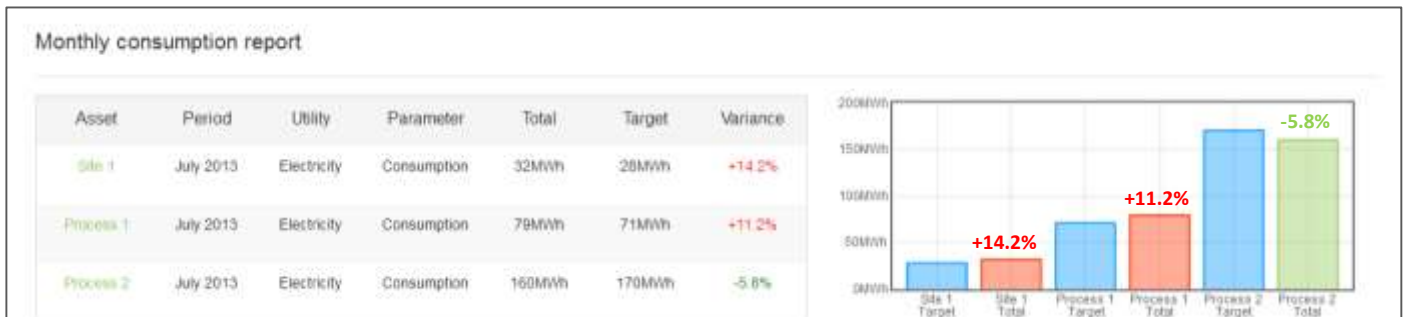 Monthly consumption report
Asset Period Utility Parameter Total Target Variance
Site 1 July 2013 Electricity Consumption 32MWh 28MWh +14.2%
Process 1 July 2013 Electricity Consumption 79MWh 71MWh +11.2%
Process 2 July 2013 Electricity Consumption 160MWh 170MWh -5.8%
200MWh
150MWh
100MWh
50MWh
0MWh
-5.8%
+11.2%
+14.2%
Site 1 Target
Site 1 Total
Process 1 Target
Process 1 Total
Process 2 Target
Process 2 Total